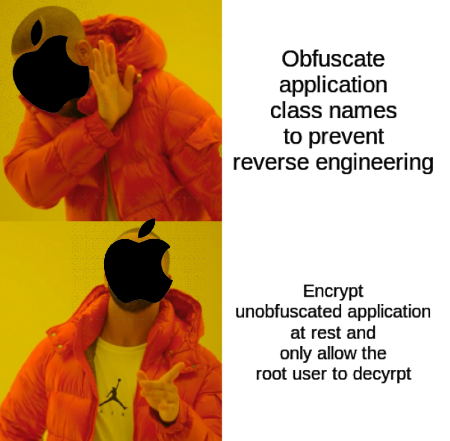 Obfuscate
application
class names
to prevent
reverse engineering
Encrypt
unobfuscated application
at rest and
only allow the
root user to decyrpt